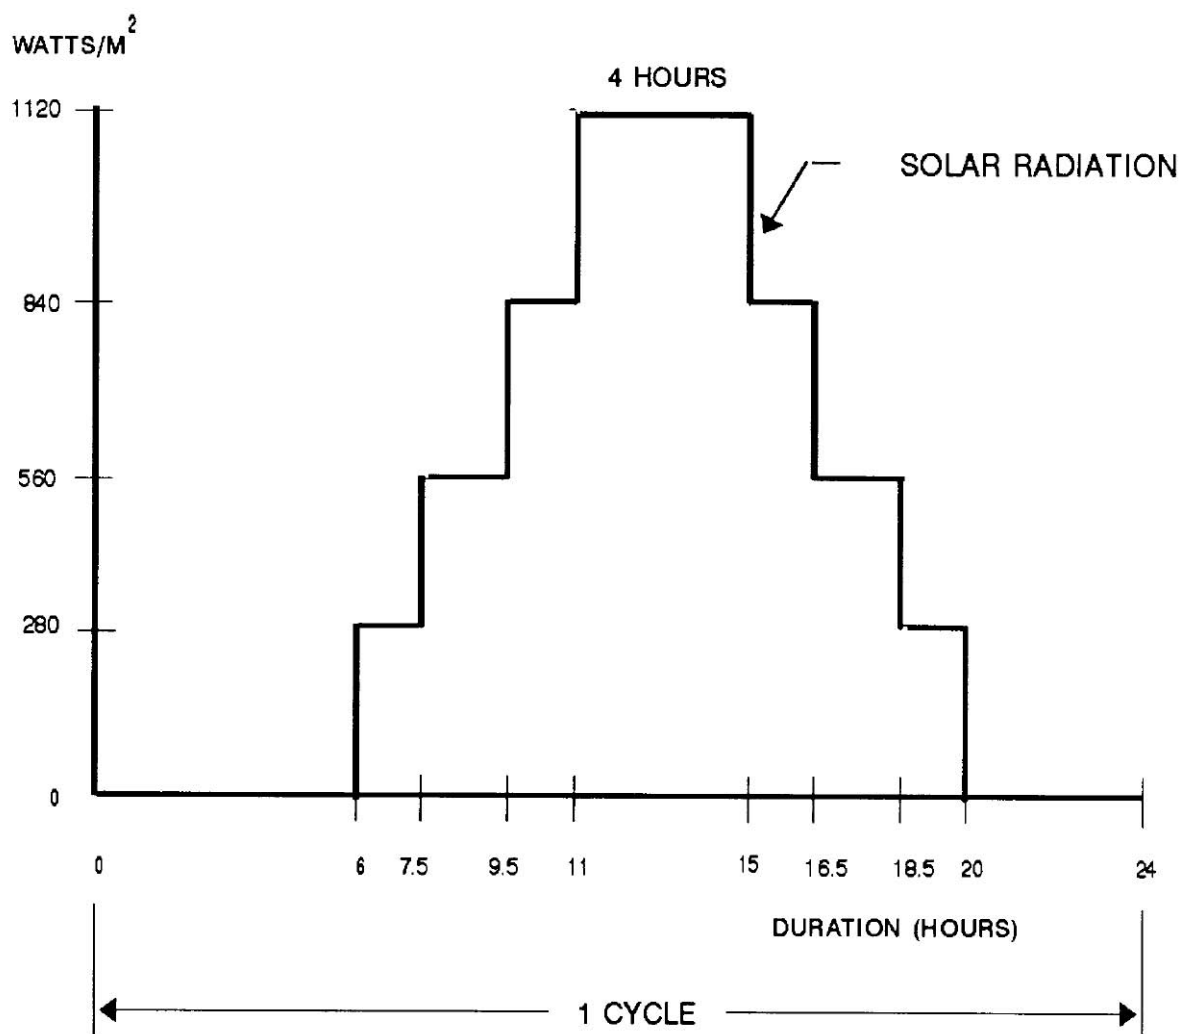 WATTS/M²
4 HOURS
1120
SOLAR RADIATION
840
560
280
0
0 6 7.5 9.5 11 15 16.5 18.5 20 24
DURATION (HOURS)
1 CYCLE